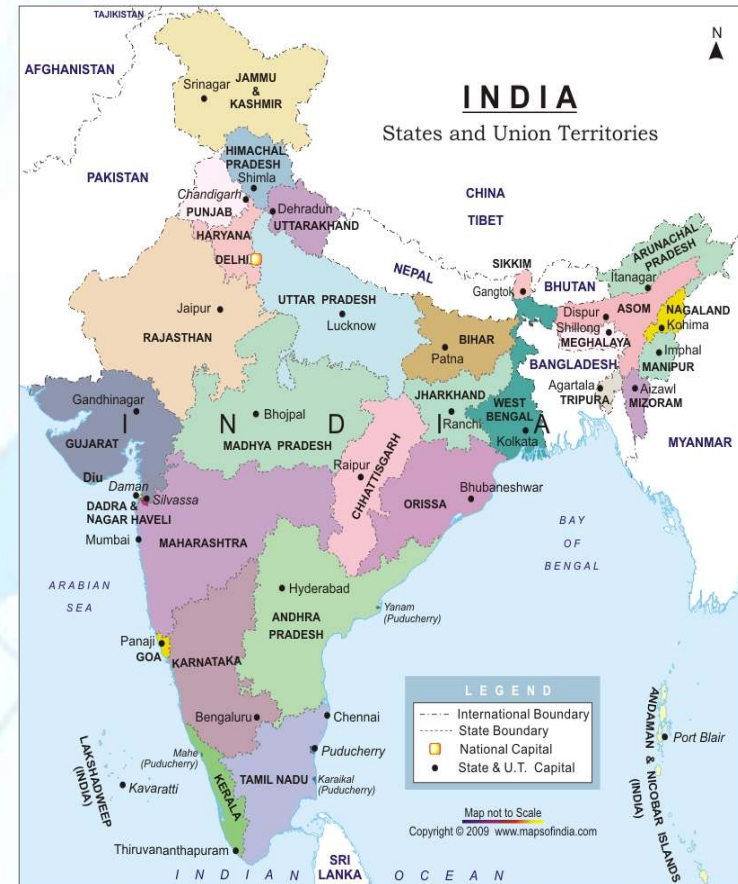 TAJIKISTAN
AFGHANISTAN
JAMMU
&
KASHMIR
Srinagar
N
INDIA
States and Union Territories
HIMACHAL
PRADESH
Shimla
PAKISTAN
Chandigarh
PUNJAB
Dehradun
UTTARAKHAND
CHINA
TIBET
HARYANA
DELHI
NEPAL
SIKKIM
Gangtok
BHUTAN
ARUNACHAL
PRADESH
Itanagar
Jaipur
RAJASTHAN
UTTAR PRADESH
Lucknow
BIHAR
Patna
Dispur
ASOM
Shillong
MEGHALAYA
NAGALAND
Kohima
Imphal
MANIPUR
BANGLADESH
Agartala
TRIPURA
Aizawl
MIZORAM
MYANMAR
Gandhinagar
GUJARAT
I N D I A
Bhopal
MADHYA PRADESH
JHARKHAND
Ranchi
WEST
BENGAL
Kolkata
Raipur
CHHATTISGARH
ORISSA
Bhubaneshwar
Diu
Daman
Silvassa
DADRA &
NAGAR HAVELI
Mumbai
MAHARASHTRA
BAY
OF
BENGAL
ARABIAN
SEA
Hyderabad
ANDHRA
PRADESH
Yanam
(Puducherry)
Panaji
GOA
KARNATAKA
Bengaluru
Chennai
Mahe
(Puducherry)
Puducherry
TAMIL NADU
Karaikal
(Puducherry)
KERALA
Thiruvananthapuram
LAKSHADWEEP
(INDIA)
Kavaratti
LEGEND
International Boundary
State Boundary
National Capital
State & U.T. Capital
Map not to Scale
Copyright © 2009 www.mapsofindia.com
ANDAMAN & NICOBAR ISLANDS
(INDIA)
Port Blair
SRI
LANKA
INDIAN OCEAN